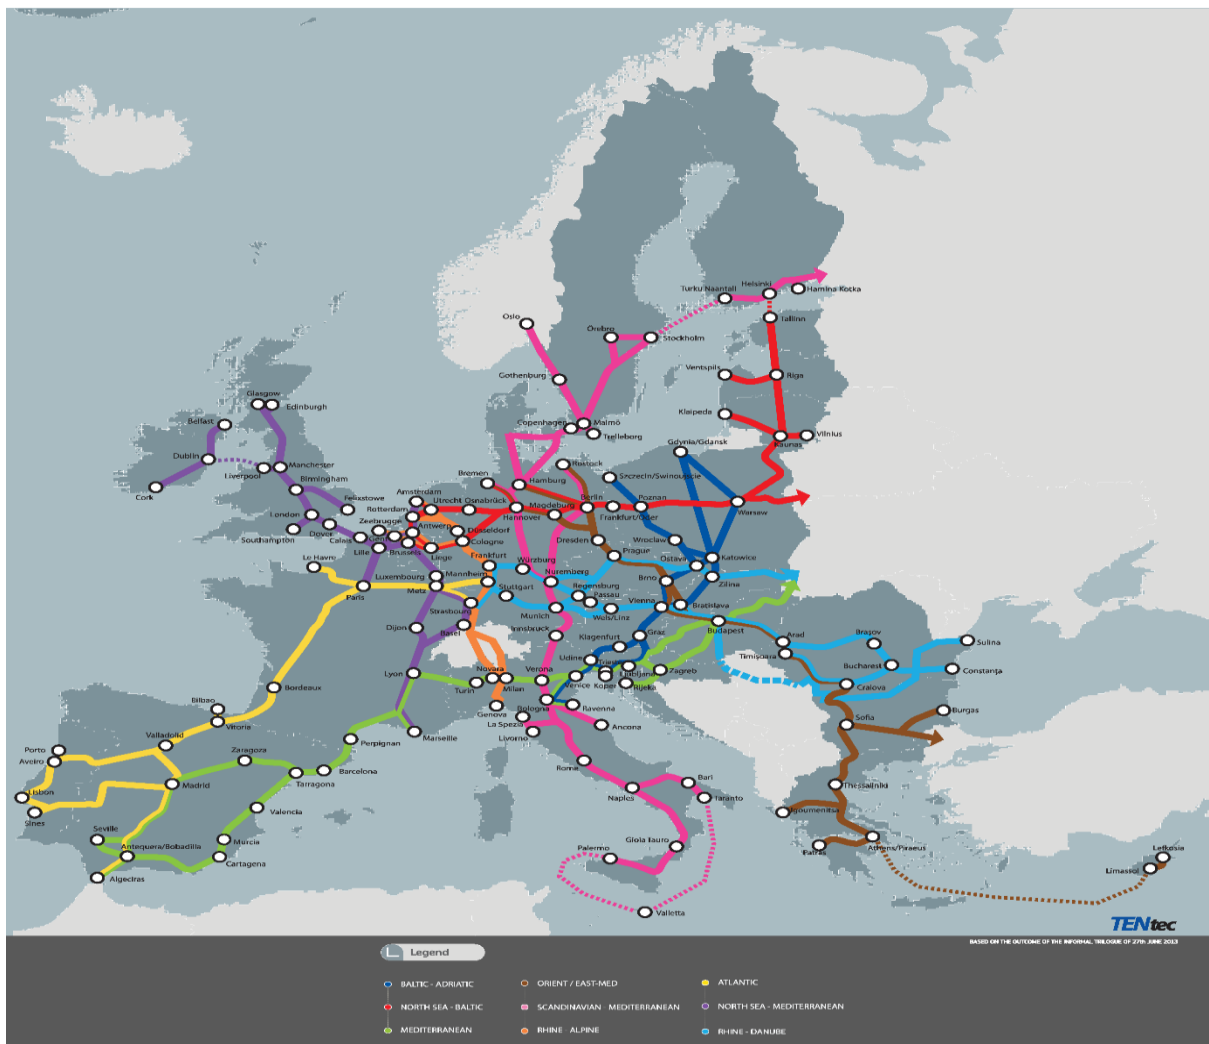 Turku Naantali
Helsinki
Hamina Kotka
Oslo
Örebro
Stockholm
Tallinn
Ventspils
Riga
Gothenburg
Klaipeda
Glasgow
Edinburgh
Belfast
Copenhagen
Malmö
Trelleborg
Gdynia/Gdansk
Kaunas
Vilnius
Dublin
Liverpool
Manchester
Birmingham
Cork
Felixstowe
London
Southampton
Dover
Calais
Bremen
Rostock
Hamburg
Szczecin/Swinoujscie
Amsterdam
Utrecht
Osnabrück
Rotterdam
Zeebrugge
Antwerp
Hannover
Magdeburg
Berlin
Frankfurt/Oder
Poznan
Warsaw
Düsseldorf
Cologne
Lille
Brussels
Liege
Dresden
Wroclaw
Katowice
Le Havre
Frankfurt
Würzburg
Prague
Ostava
Luxembourg
Mannheim
Nuremberg
Metz
Stuttgart
Regensburg
Brno
Zilina
Paris
Strasbourg
Passau
Munich
Wels/Linz
Vienna
Bratislava
Dijon
Basel
Innsbruck
Klagenfurt
Graz
Budapest
Arad
Brașov
Sulina
Timișoara
Bucharest
Constanța
Craiova
Lyon
Turin
Novara
Milan
Verona
Udine
Venice
Koper
Ljubljana
Rijeka
Zagreb
Bordeaux
Bilbao
Vitoria
Genova
Bologna
Ravenna
La Spezia
Livorno
Ancona
Marseille
Sofia
Burgas
Porto
Aveiro
Valladolid
Zaragora
Perpignan
Barcelona
Tarragona
Madrid
Lisbon
Sines
Valencia
Roma
Naples
Bari
Taranto
Thessalniki
Igoumenitsa
Seville
Murcia
Antequera/Bobadilla
Cartagena
Algeciras
Palermo
Gioia Tauro
Patras
Athens/Piraeus
Lefkosia
Limassol
Valletta
TENtec
BASED ON THE OUTCOME OF THE INFORMAL TRILOGUE OF 27th JUNE 2013
Legend
BALTIC - ADRIATIC
ORIENT / EAST-MED
ATLANTIC
NORTH SEA - BALTIC
SCANDINAVIAN - MEDITERRANEAN
NORTH SEA - MEDITERRANEAN
MEDITERRANEAN
RHINE - ALPINE
RHINE - DANUBE